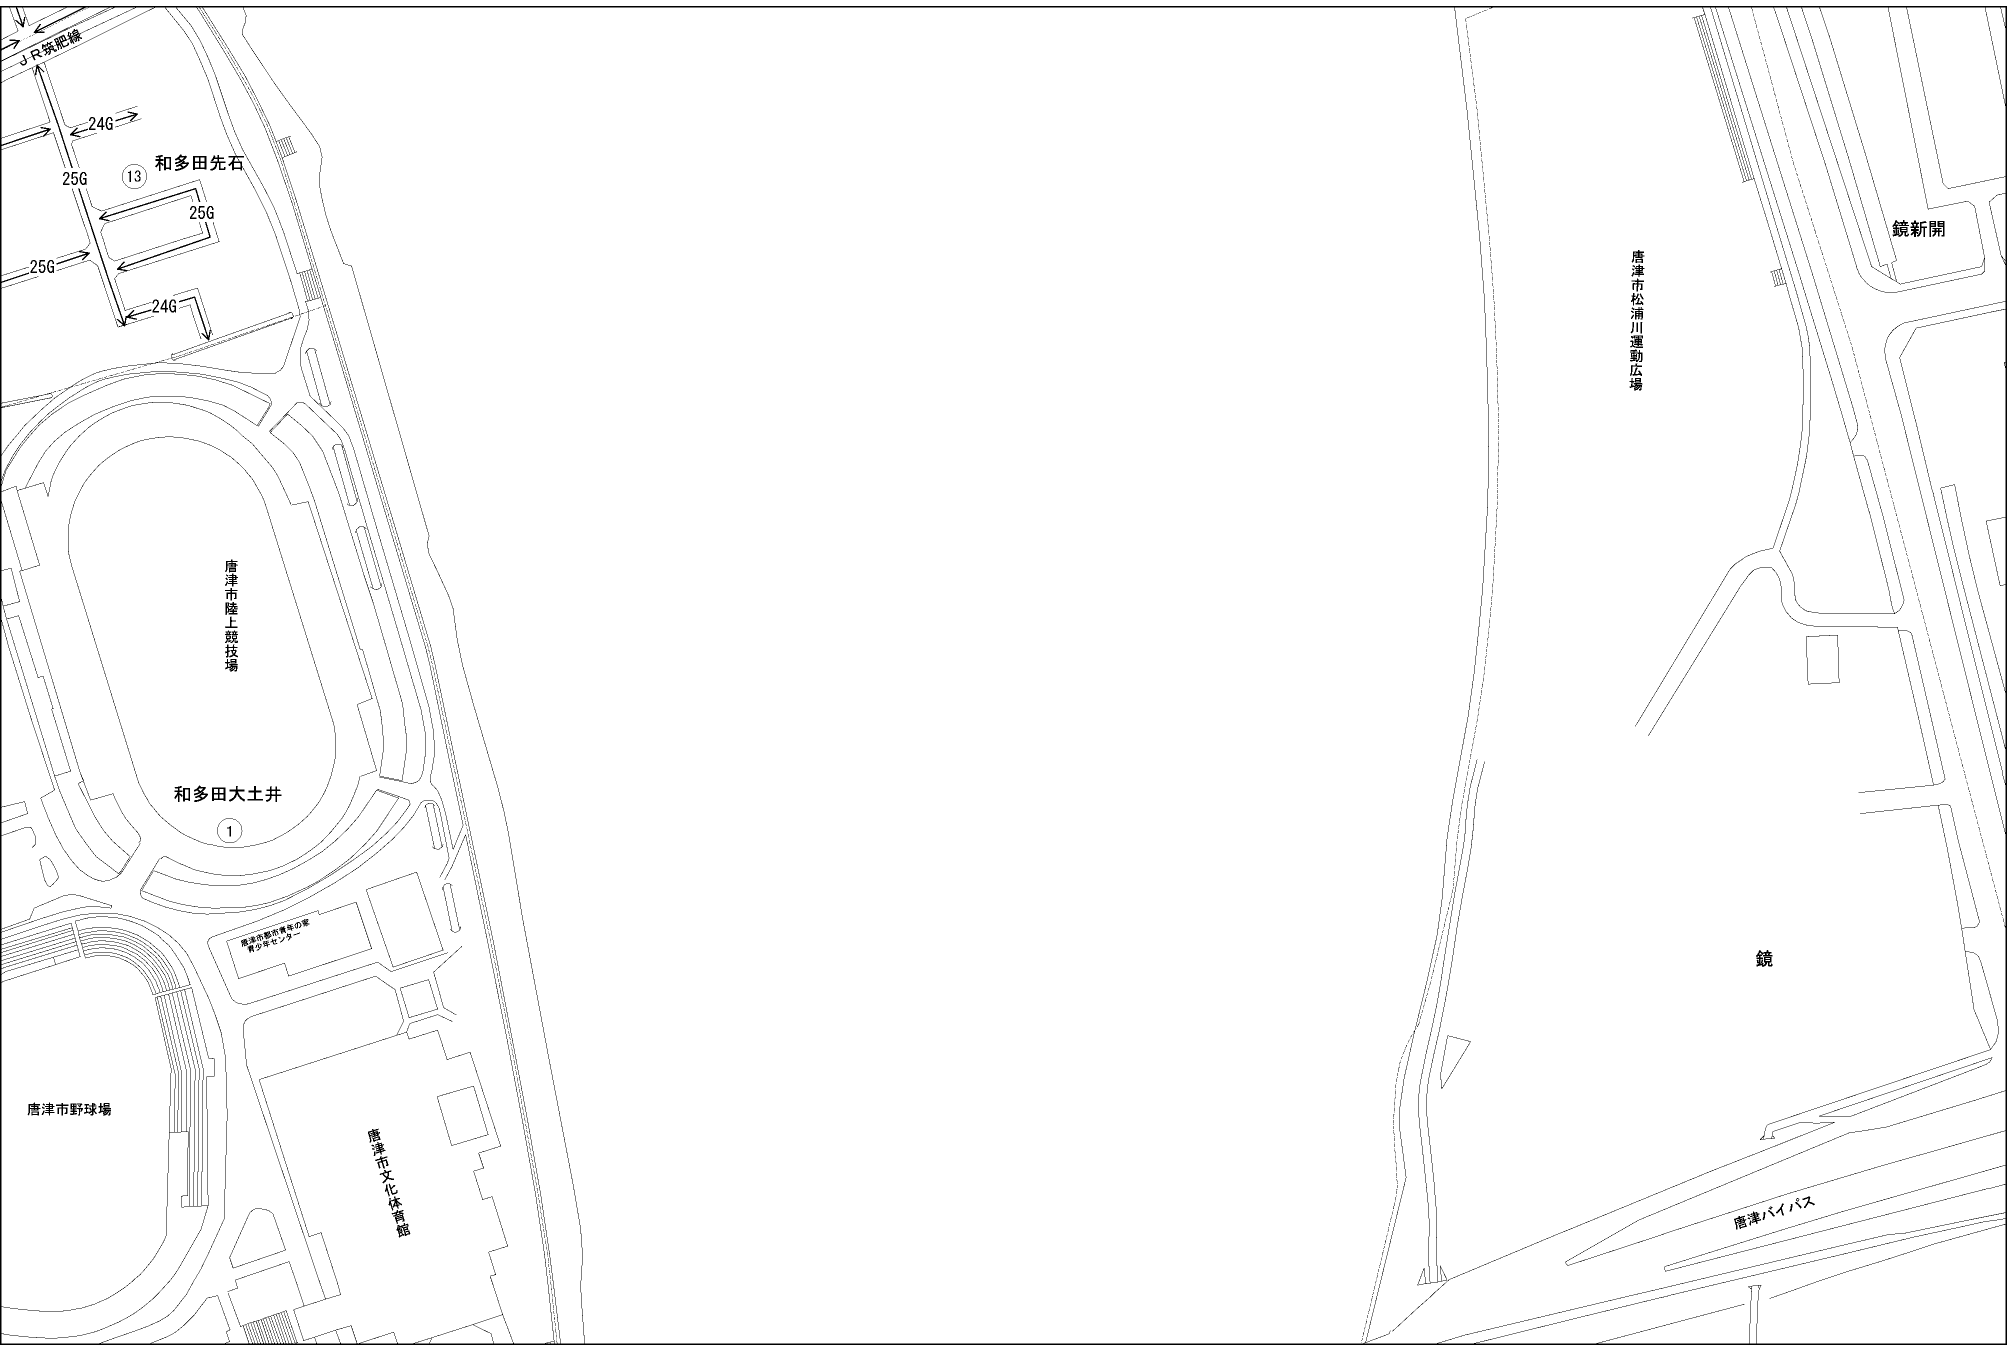 JR筑肥線
24G
和多田先石
13
25G
25G
25G
24G
鏡新開
唐津市松浦川運動広場
唐津市陸上競技場
和多田大土井
1
唐津市都市青年の家
青少年センター
鏡
唐津市野球場
唐津市文化体育館
唐津バイパス